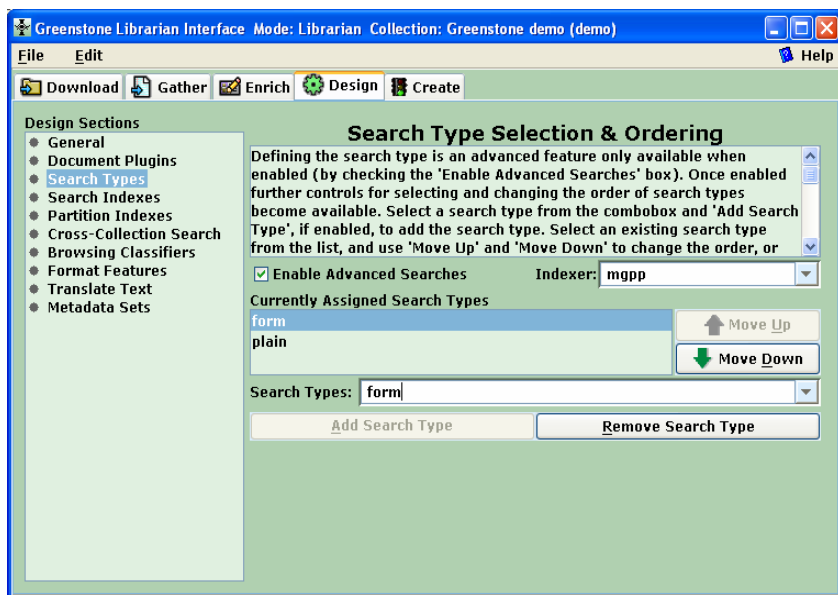 Greenstone Librarian Interface  Mode: Librarian  Collection: Greenstone demo (demo)
File Edit Help
Download Gather Enrich Design Create
Design Sections
General
Document Plugins
Search Types
Search Indexes
Partition Indexes
Cross-Collection Search
Browsing Classifiers
Format Features
Translate Text
Metadata Sets
Search Type Selection & Ordering
Defining the search type is an advanced feature only available when
enabled (by checking the 'Enable Advanced Searches' box). Once enabled
further controls for selecting and changing the order of search types
become available. Select a search type from the combobox and 'Add Search
Type', if enabled, to add the search type. Select an existing search type
from the list, and use 'Move Up' and 'Move Down' to change the order, or
Enable Advanced Searches Indexer: mgpp
Currently Assigned Search Types
form
plain
Move Up
Move Down
Search Types: form
Add Search Type Remove Search Type